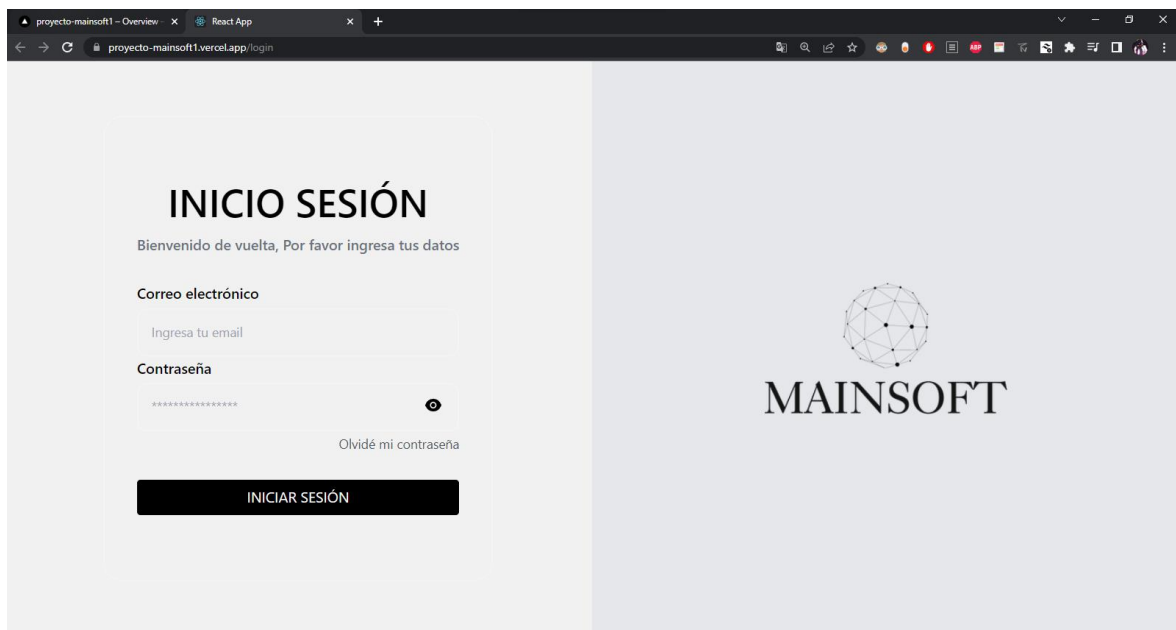 proyecto-mainsoft1 – Overview –
React App
proyecto-mainsoft1.vercel.app/login
ABP
INICIO SESIÓN
Bienvenido de vuelta, Por favor ingresa tus datos
Correo electrónico
Ingresa tu email
Contraseña
****************
Olvidé mi contraseña
INICIAR SESIÓN
MAINSOFT